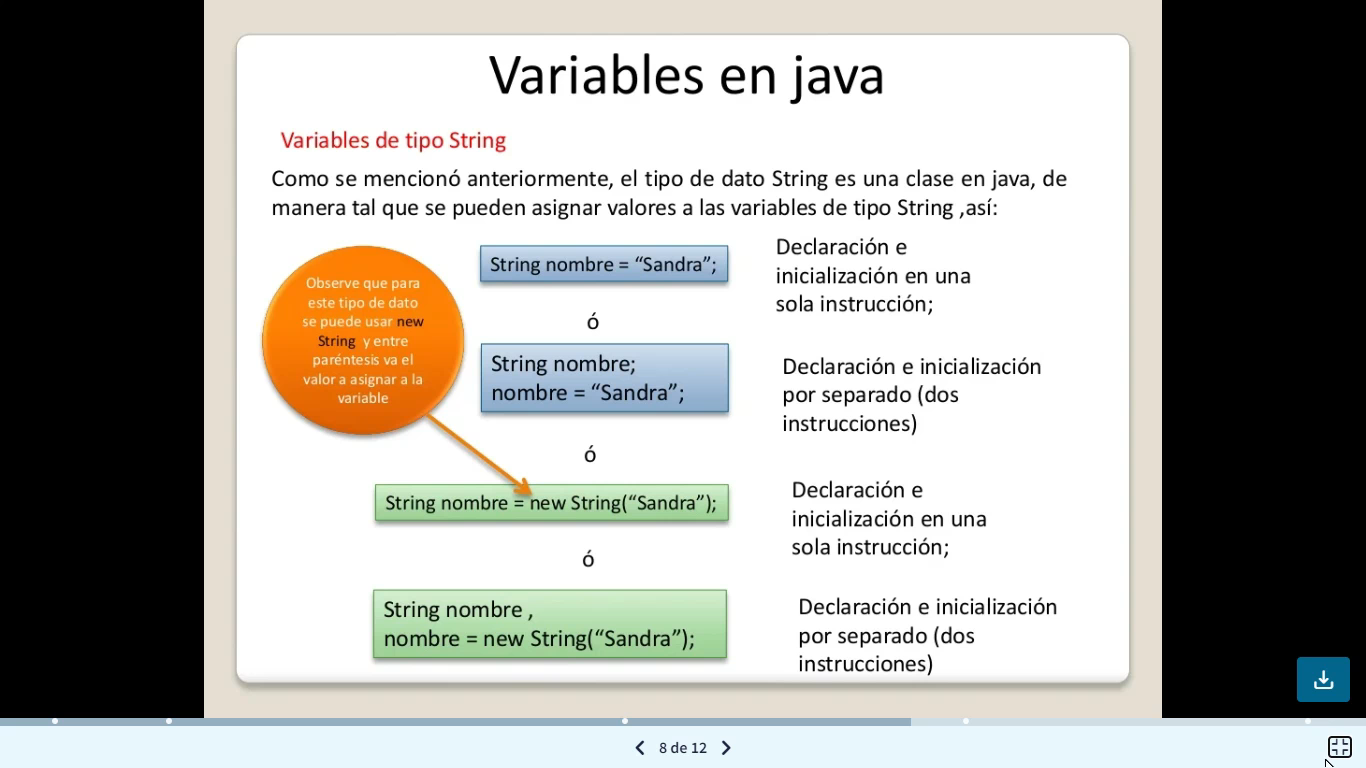 Variables en java
Variables de tipo String
Como se mencionó anteriormente, el tipo de dato String es una clase en java, de
manera tal que se pueden asignar valores a las variables de tipo String ,así:
Observe que para
este tipo de dato
se puede usar new
String y entre
paréntesis va el
valor a asignar a la
variable
String nombre = “Sandra”;
Declaración e
inicialización en una
sola instrucción;
ó
String nombre;
nombre = “Sandra”;
Declaración e inicialización
por separado (dos
instrucciones)
ó
String nombre = new String(“Sandra”);
Declaración e
inicialización en una
sola instrucción;
ó
String nombre ,
nombre = new String(“Sandra”);
Declaración e inicialización
por separado (dos
instrucciones)
8 de 12